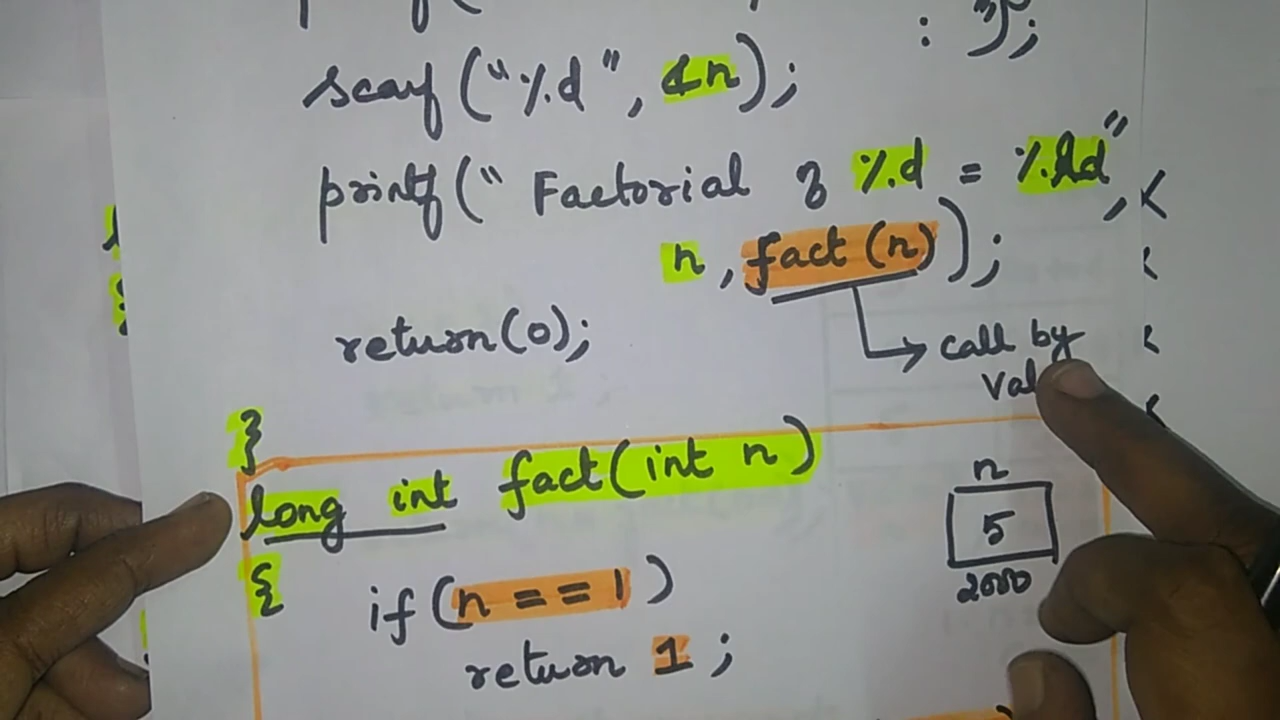 : ");
scanf ("%d", &n);
printf (" Factorial of %d = %ld",
n, fact (n));
return(0);
call by
Val
}
long int fact(int n)
{
n
5
2000
if (n == 1)
return 1;